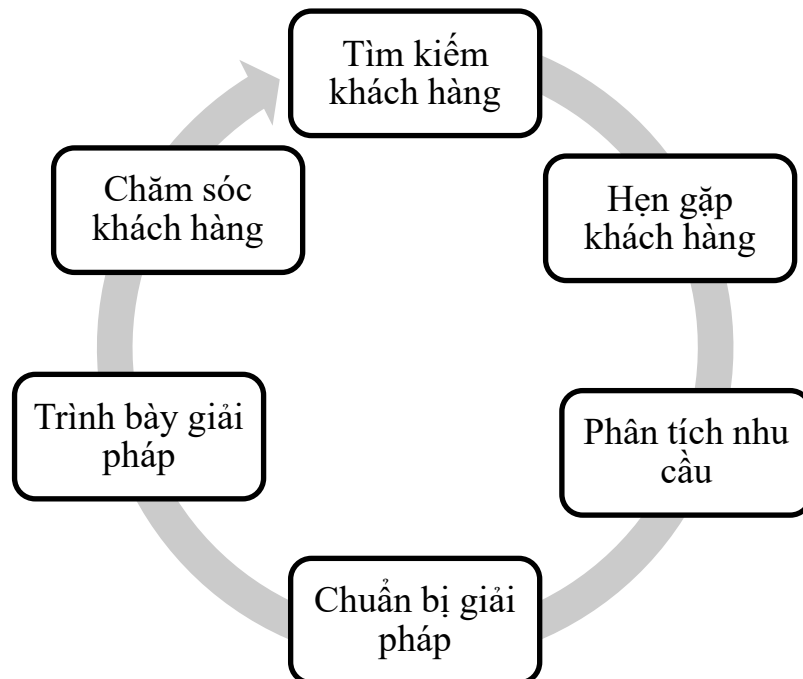 Tìm kiếm
khách hàng
Hẹn gặp
khách hàng
Phân tích nhu
cầu
Chuẩn bị giải
pháp
Trình bày giải
pháp
Chăm sóc
khách hàng